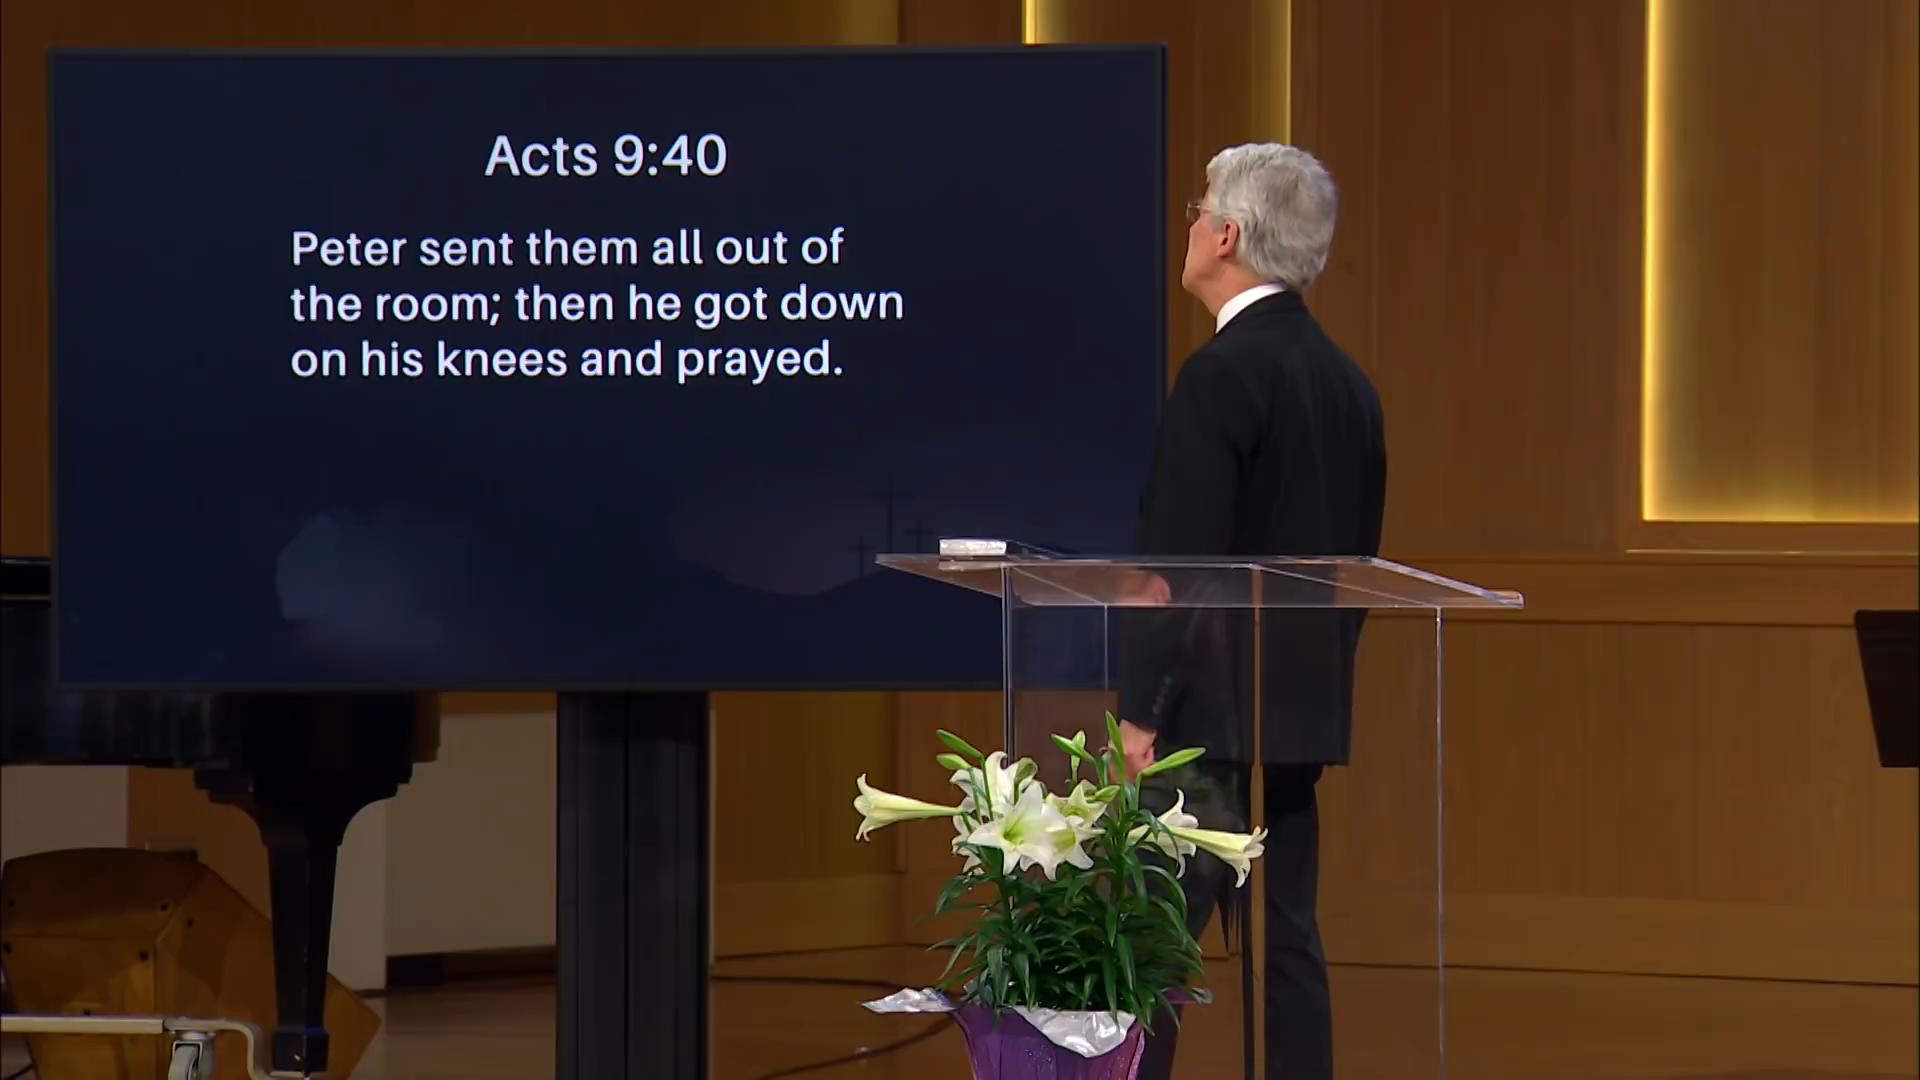 Acts 9:40
Peter sent them all out of
the room; then he got down
on his knees and prayed.